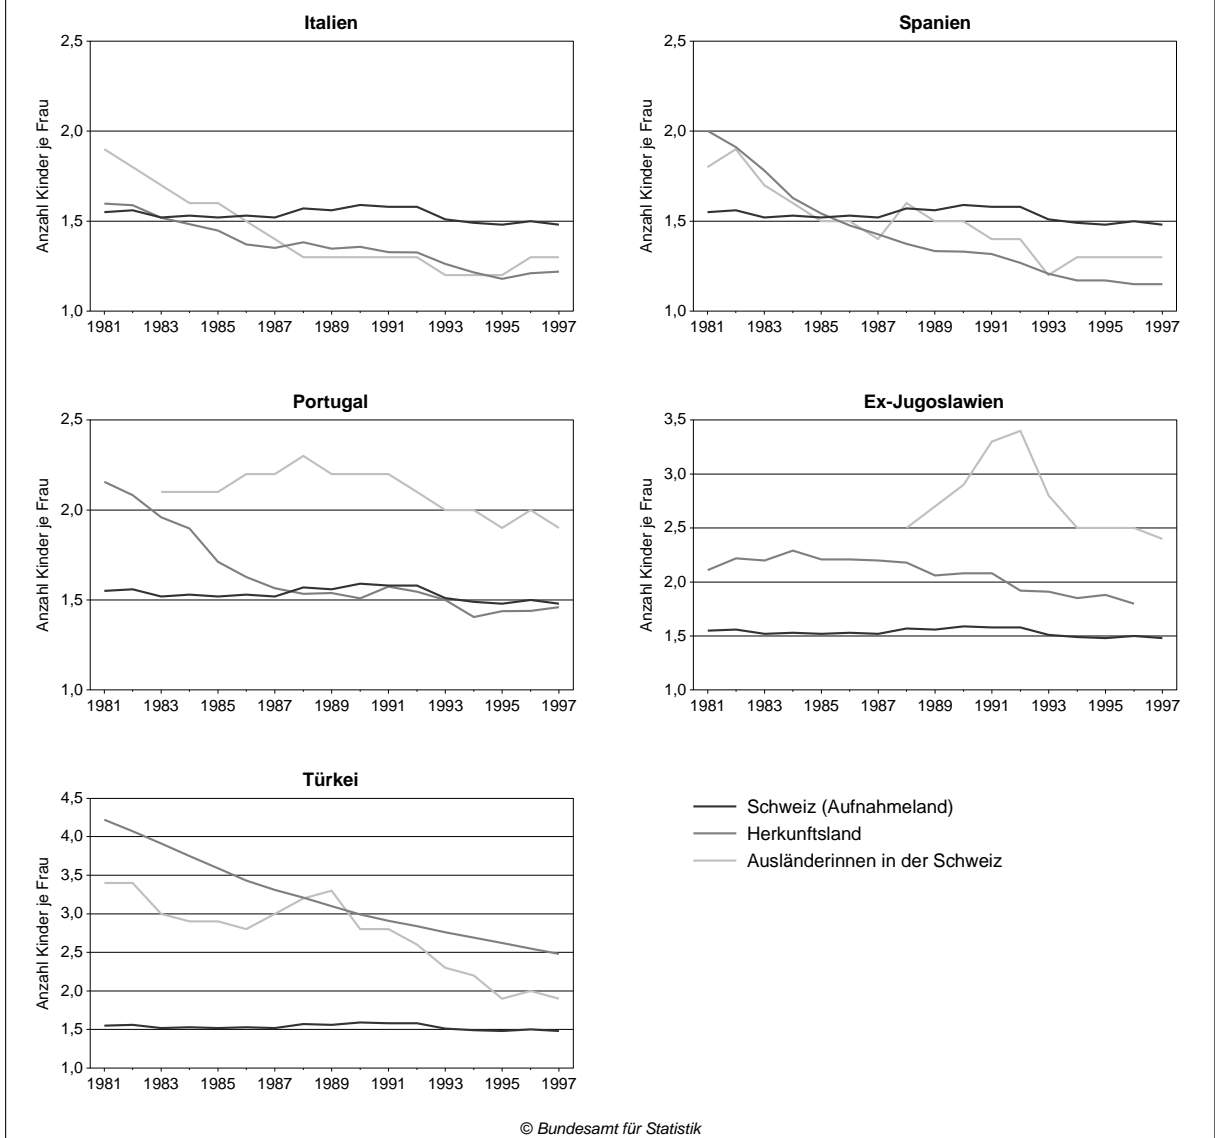 Italien
Anzahl Kinder je Frau
2,5
2,0
1,5
1,0
1981 1983 1985 1987 1989 1991 1993 1995 1997
Spanien
Anzahl Kinder je Frau
2,5
2,0
1,5
1,0
1981 1983 1985 1987 1989 1991 1993 1995 1997
Portugal
Anzahl Kinder je Frau
2,5
2,0
1,5
1,0
1981 1983 1985 1987 1989 1991 1993 1995 1997
Ex-Jugoslawien
Anzahl Kinder je Frau
3,5
3,0
2,5
2,0
1,5
1,0
1981 1983 1985 1987 1989 1991 1993 1995 1997
Türkei
Anzahl Kinder je Frau
4,5
4,0
3,5
3,0
2,5
2,0
1,5
1,0
1981 1983 1985 1987 1989 1991 1993 1995 1997
Schweiz (Aufnahmeland)
Herkunftsland
Ausländerinnen in der Schweiz
© Bundesamt für Statistik